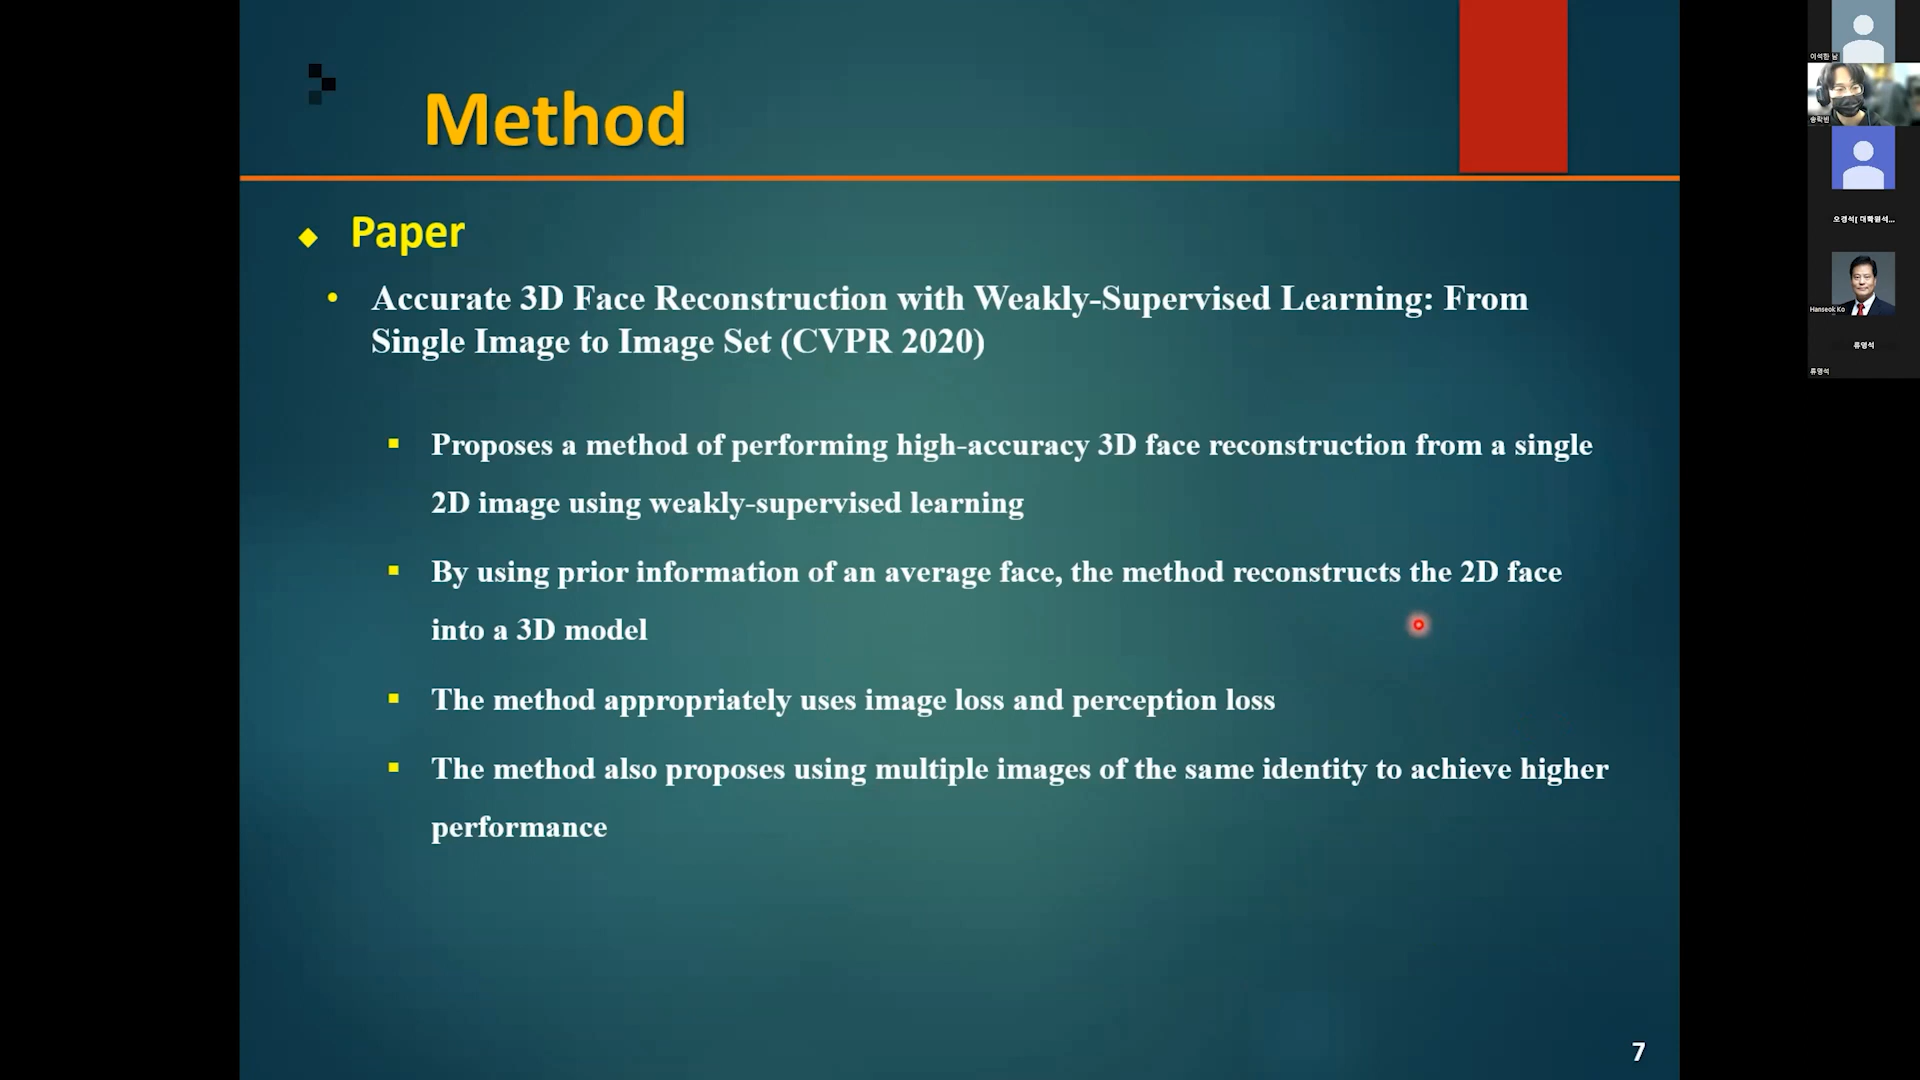 Method
Paper
Accurate 3D Face Reconstruction with Weakly-Supervised Learning: From
Single Image to Image Set (CVPR 2020)
Proposes a method of performing high-accuracy 3D face reconstruction from a single
2D image using weakly-supervised learning
By using prior information of an average face, the method reconstructs the 2D face
into a 3D model
The method appropriately uses image loss and perception loss
The method also proposes using multiple images of the same identity to achieve higher
performance
7
이석한 남
송락빈
오경석[ 대학원석...
Hanseok Ko
류영석
류영석